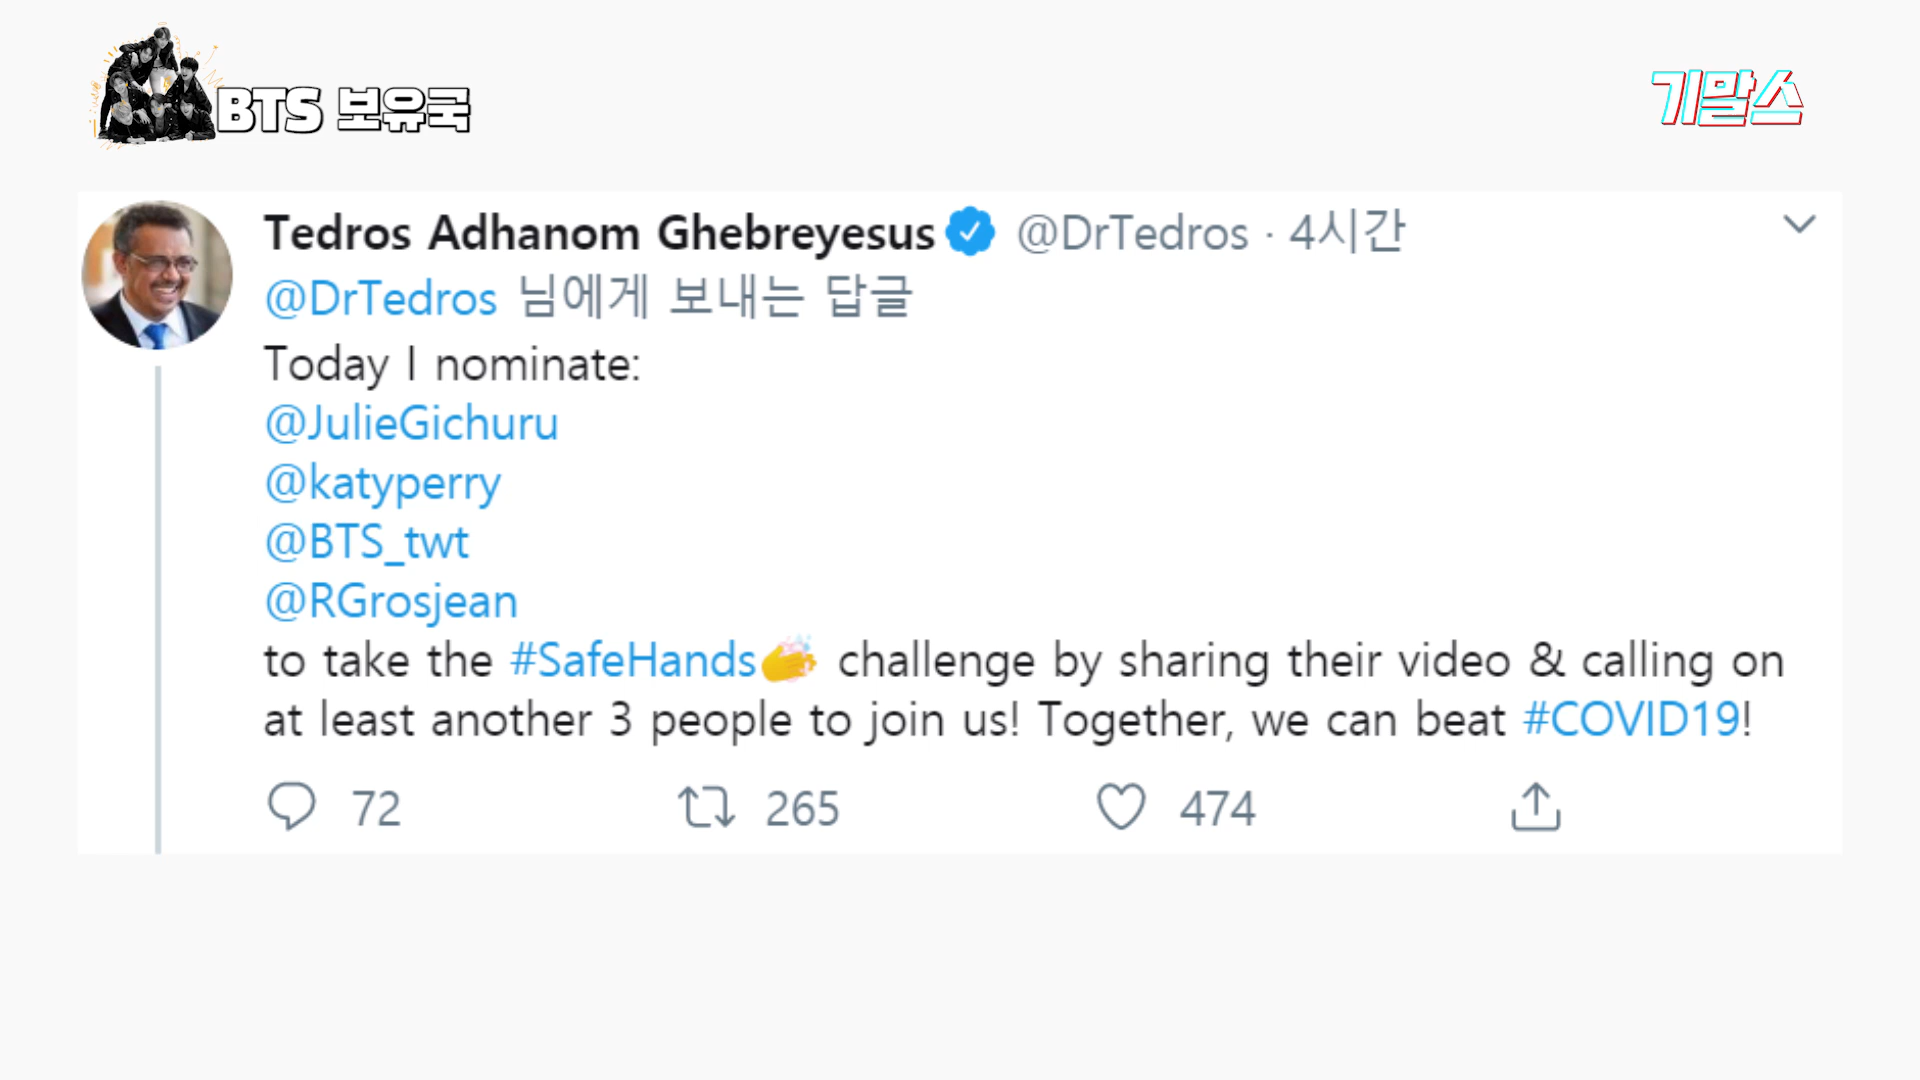 BTS 보유국
기말스
Tedros Adhanom Ghebreyesus @DrTedros · 4시간
@DrTedros 님에게 보내는 답글
Today I nominate:
@JulieGichuru
@katyperry
@BTS_twt
@RGrosjean
to take the #SafeHands challenge by sharing their video & calling on
at least another 3 people to join us! Together, we can beat #COVID19!
72 265 474